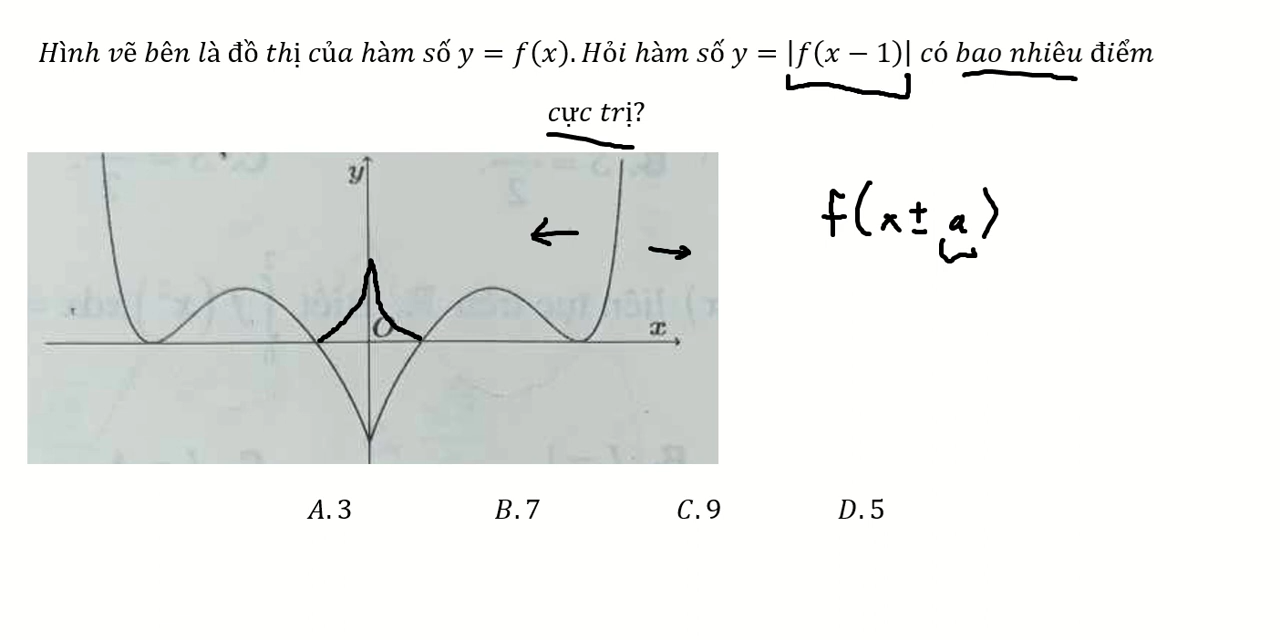 Hình vẽ bên là đồ thị của hàm số y = f(x). Hỏi hàm số y = |f(x − 1)| có bao nhiêu điểm
cực trị?
y
f(x ± a)
O
x
A. 3 B. 7 C. 9 D. 5